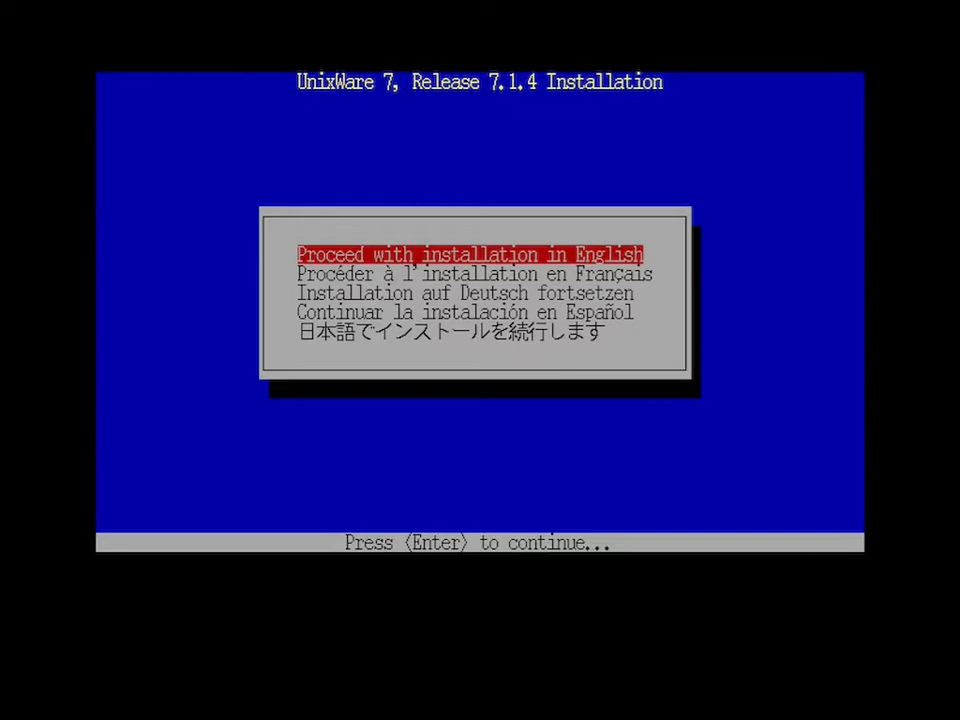 UnixWare 7, Release 7.1.4 Installation
Proceed with installation in English
Procéder à l'installation en Français
Installation auf Deutsch fortsetzen
Continuar la instalación en Español
日本語でインストールを続行します
Press <Enter> to continue...